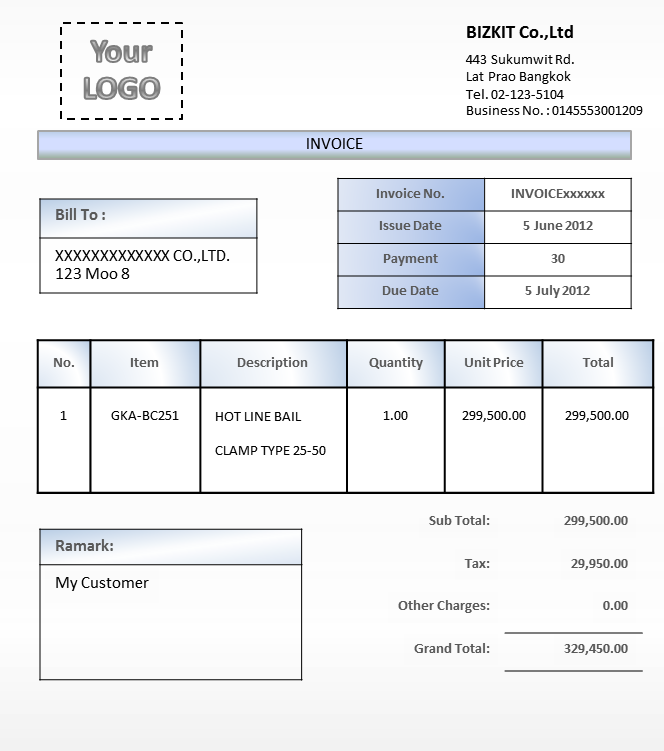 Your
LOGO
BIZKIT Co.,Ltd
443 Sukumwit Rd.
Lat Prao Bangkok
Tel. 02-123-5104
Business No. : 0145553001209
INVOICE
Bill To :
XXXXXXXXXXXXX CO.,LTD.
123 Moo 8
Invoice No. INVOICExxxxxx
Issue Date 5 June 2012
Payment 30
Due Date 5 July 2012
No. Item Description Quantity Unit Price Total
1 GKA-BC251 HOT LINE BAIL 1.00 299,500.00 299,500.00
CLAMP TYPE 25-50
Sub Total: 299,500.00
Tax: 29,950.00
Other Charges: 0.00
Grand Total: 329,450.00
Ramark:
My Customer